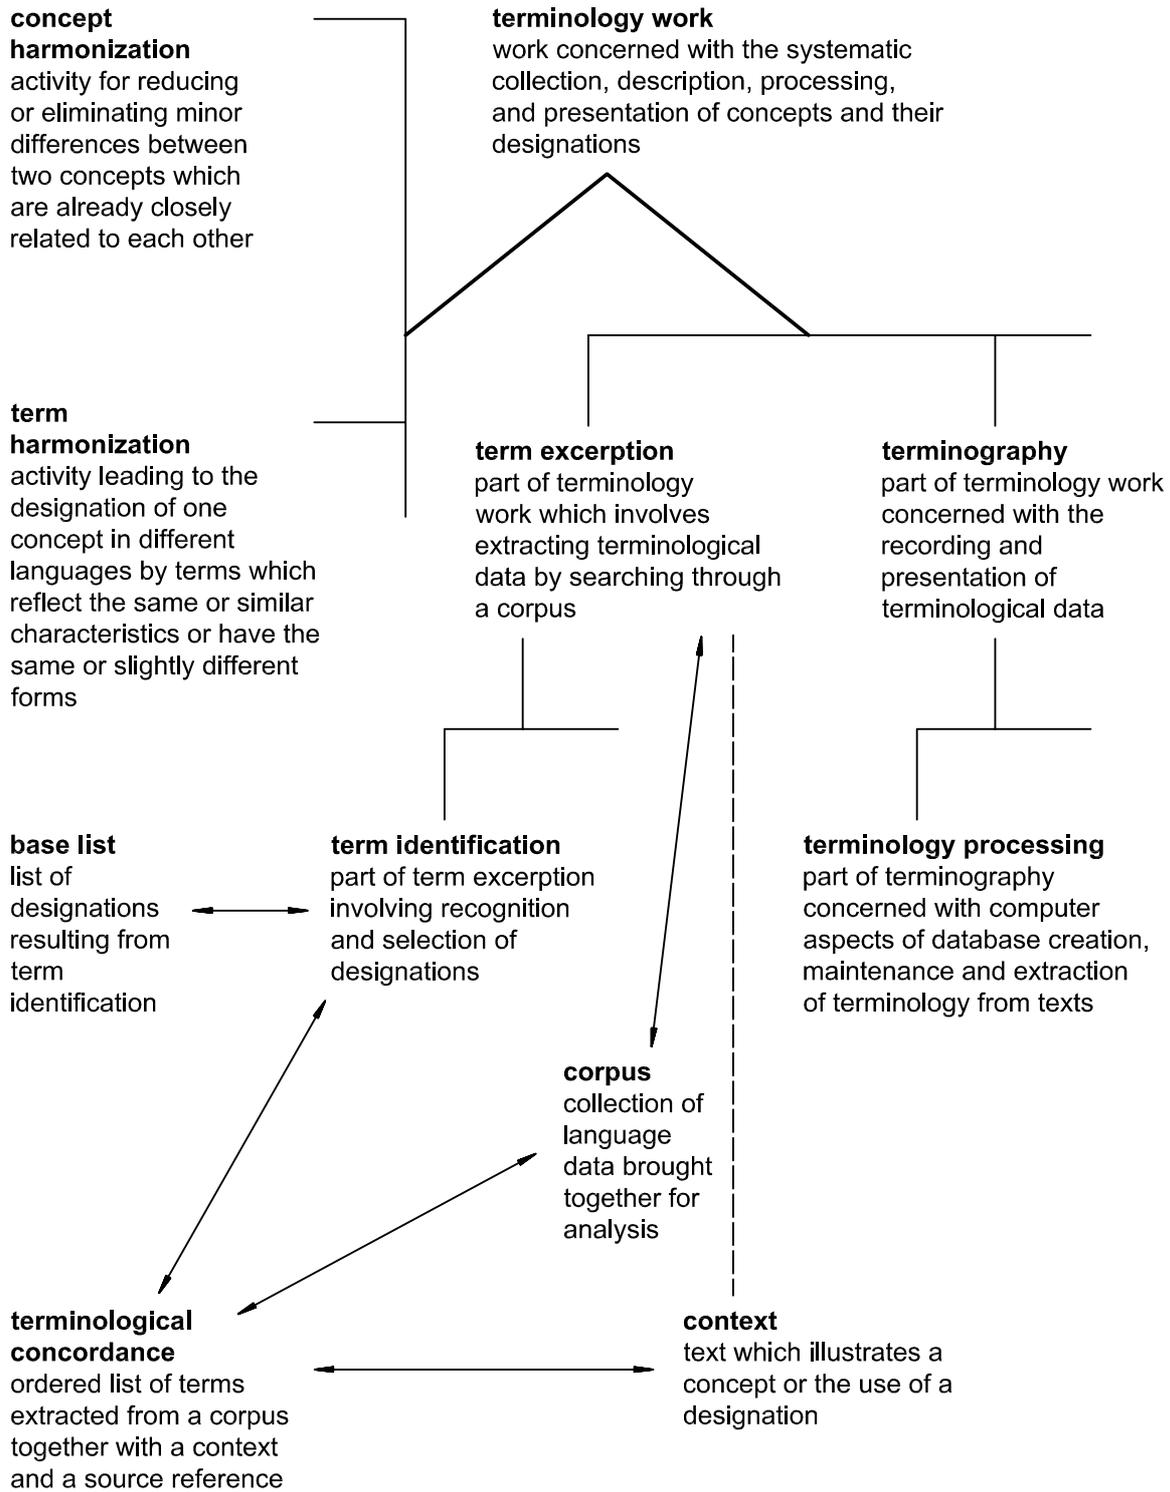 concept
harmonization
activity for reducing
or eliminating minor
differences between
two concepts which
are already closely
related to each other
terminology work
work concerned with the systematic
collection, description, processing,
and presentation of concepts and their
designations
term
harmonization
activity leading to the
designation of one
concept in different
languages by terms which
reflect the same or similar
characteristics or have the
same or slightly different
forms
term excerption
part of terminology
work which involves
extracting terminological
data by searching through
a corpus
terminography
part of terminology work
concerned with the
recording and
presentation of
terminological data
base list
list of
designations
resulting from
term
identification
term identification
part of term excerption
involving recognition
and selection of
designations
terminology processing
part of terminography
concerned with computer
aspects of database creation,
maintenance and extraction
of terminology from texts
corpus
collection of
language
data brought
together for
analysis
terminological
concordance
ordered list of terms
extracted from a corpus
together with a context
and a source reference
context
text which illustrates a
concept or the use of a
designation